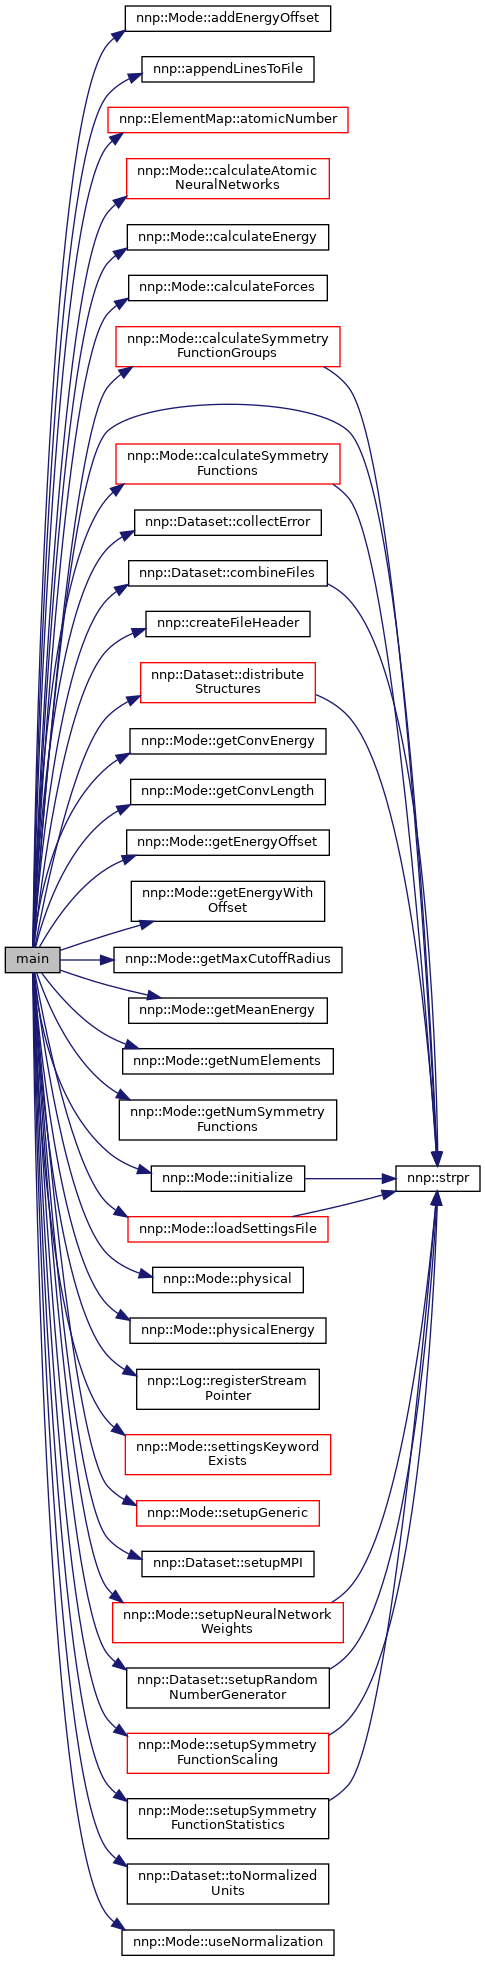 nnp::Mode::addEnergyOffset
nnp::appendLinesToFile
nnp::ElementMap::atomicNumber
nnp::Mode::calculateAtomic
NeuralNetworks
nnp::Mode::calculateEnergy
nnp::Mode::calculateForces
nnp::Mode::calculateSymmetry
FunctionGroups
nnp::Mode::calculateSymmetry
Functions
nnp::Dataset::collectError
nnp::Dataset::combineFiles
nnp::createFileHeader
nnp::Dataset::distribute
Structures
nnp::Mode::getConvEnergy
nnp::Mode::getConvLength
nnp::Mode::getEnergyOffset
nnp::Mode::getEnergyWith
Offset
main
nnp::Mode::getMaxCutoffRadius
nnp::Mode::getMeanEnergy
nnp::Mode::getNumElements
nnp::Mode::getNumSymmetry
Functions
nnp::Mode::initialize
nnp::strpr
nnp::Mode::loadSettingsFile
nnp::Mode::physical
nnp::Mode::physicalEnergy
nnp::Log::registerStream
Pointer
nnp::Mode::settingsKeyword
Exists
nnp::Mode::setupGeneric
nnp::Dataset::setupMPI
nnp::Mode::setupNeuralNetwork
Weights
nnp::Dataset::setupRandom
NumberGenerator
nnp::Mode::setupSymmetry
FunctionScaling
nnp::Mode::setupSymmetry
FunctionStatistics
nnp::Dataset::toNormalized
Units
nnp::Mode::useNormalization